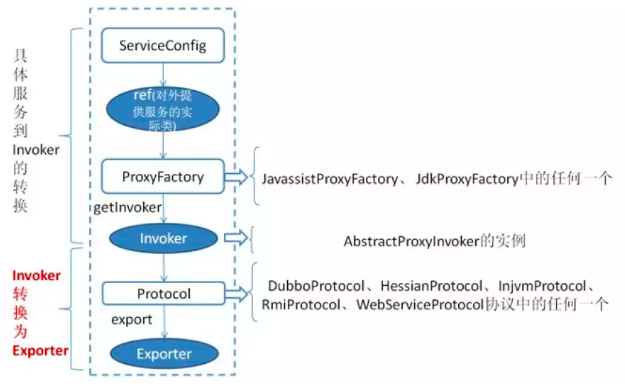 具
体
服
务
到
Invoker
的
转
换
Invoker
转
换
为
Exporter
ServiceConfig
ref(对外提
供服务的实
际类)
ProxyFactory
JavassistProxyFactory、JdkProxyFactory中的任何一个
getInvoker
Invoker
AbstractProxyInvoker的实例
Protocol
DubboProtocol、HessianProtocol、InjvmProtocol、
RmiProtocol、WebServiceProtocol协议中的任何一个
export
Exporter